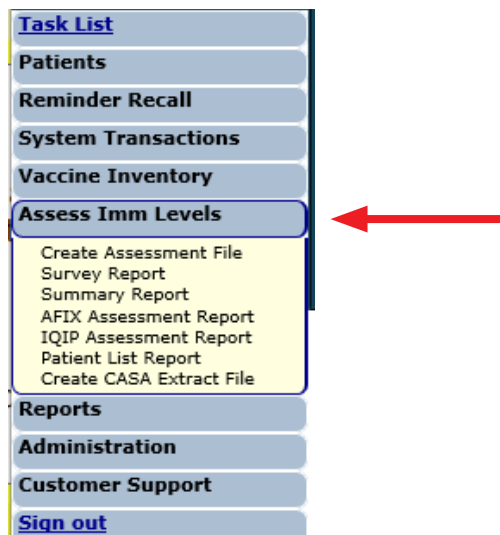 Task List
Patients
Reminder Recall
System Transactions
Vaccine Inventory
Assess Imm Levels
Create Assessment File
Survey Report
Summary Report
AFIX Assessment Report
IQIP Assessment Report
Patient List Report
Create CASA Extract File
Reports
Administration
Customer Support
Sign out